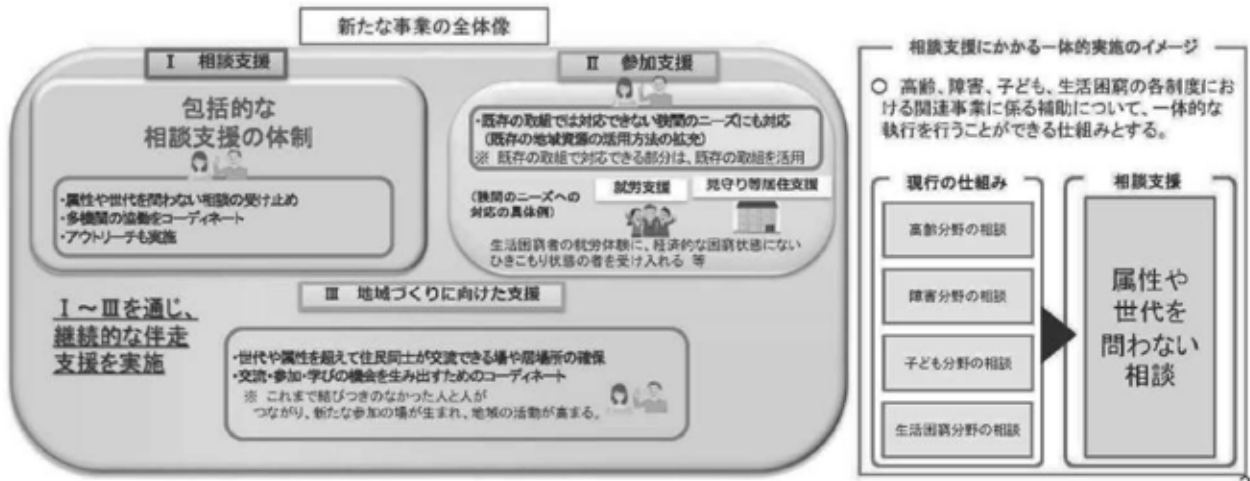 新たな事業の全体像
Ⅰ 相談支援
包括的な
相談支援の体制
・属性や世代を問わない相談の受け止め
・多機関の協働をコーディネート
・アウトリーチも実施
Ⅱ 参加支援
・既存の取組では対応できない狭間のニーズにも対応
(既存の地域資源の活用方法の拡充)
※ 既存の取組で対応できる部分は、既存の取組を活用
(狭間のニーズへの
対応の具体例)
就労支援
見守り等居住支援
生活困窮者の就労体験に、経済的な困窮状態にない
ひきこもり状態の者を受け入れる 等
Ⅲ 地域づくりに向けた支援
Ⅰ～Ⅲを通じ、
継続的な伴走
支援を実施
・世代や属性を超えて住民同士が交流できる場や居場所の確保
・交流・参加・学びの機会を生み出すためのコーディネート
※ これまで結びつきのなかった人と人が
つながり、新たな参加の場が生まれ、地域の活動が高まる。
相談支援にかかる一体的実施のイメージ
○ 高齢、障害、子ども、生活困窮の各制度にお
ける関連事業に係る補助について、一体的な
執行を行うことができる仕組みとする。
現行の仕組み
高齢分野の相談
障害分野の相談
子ども分野の相談
生活困窮分野の相談
相談支援
属性や
世代を
問わない
相談